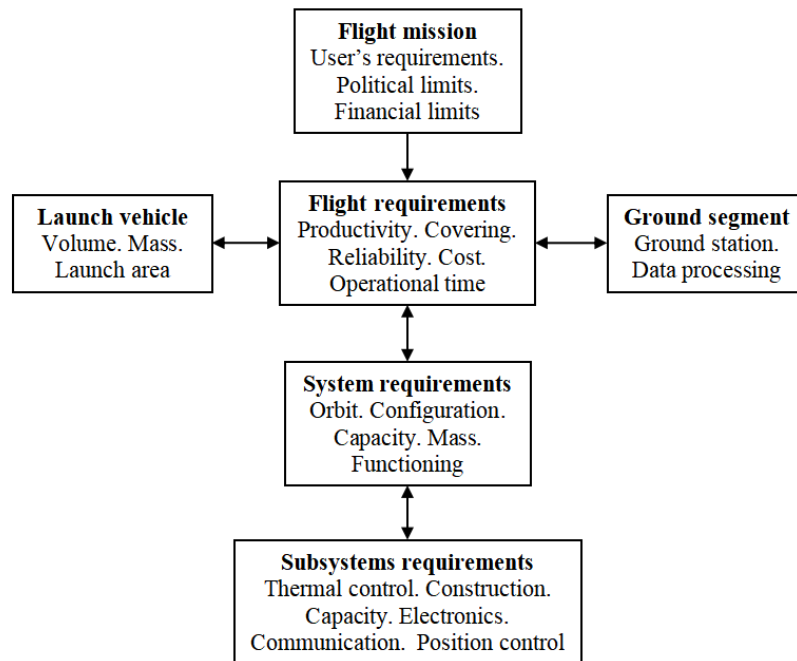 Flight mission
User's requirements.
Political limits.
Financial limits
Launch vehicle
Volume. Mass.
Launch area
Flight requirements
Productivity. Covering.
Reliability. Cost.
Operational time
Ground segment
Ground station.
Data processing
System requirements
Orbit. Configuration.
Capacity. Mass.
Functioning
Subsystems requirements
Thermal control. Construction.
Capacity. Electronics.
Communication.  Position control